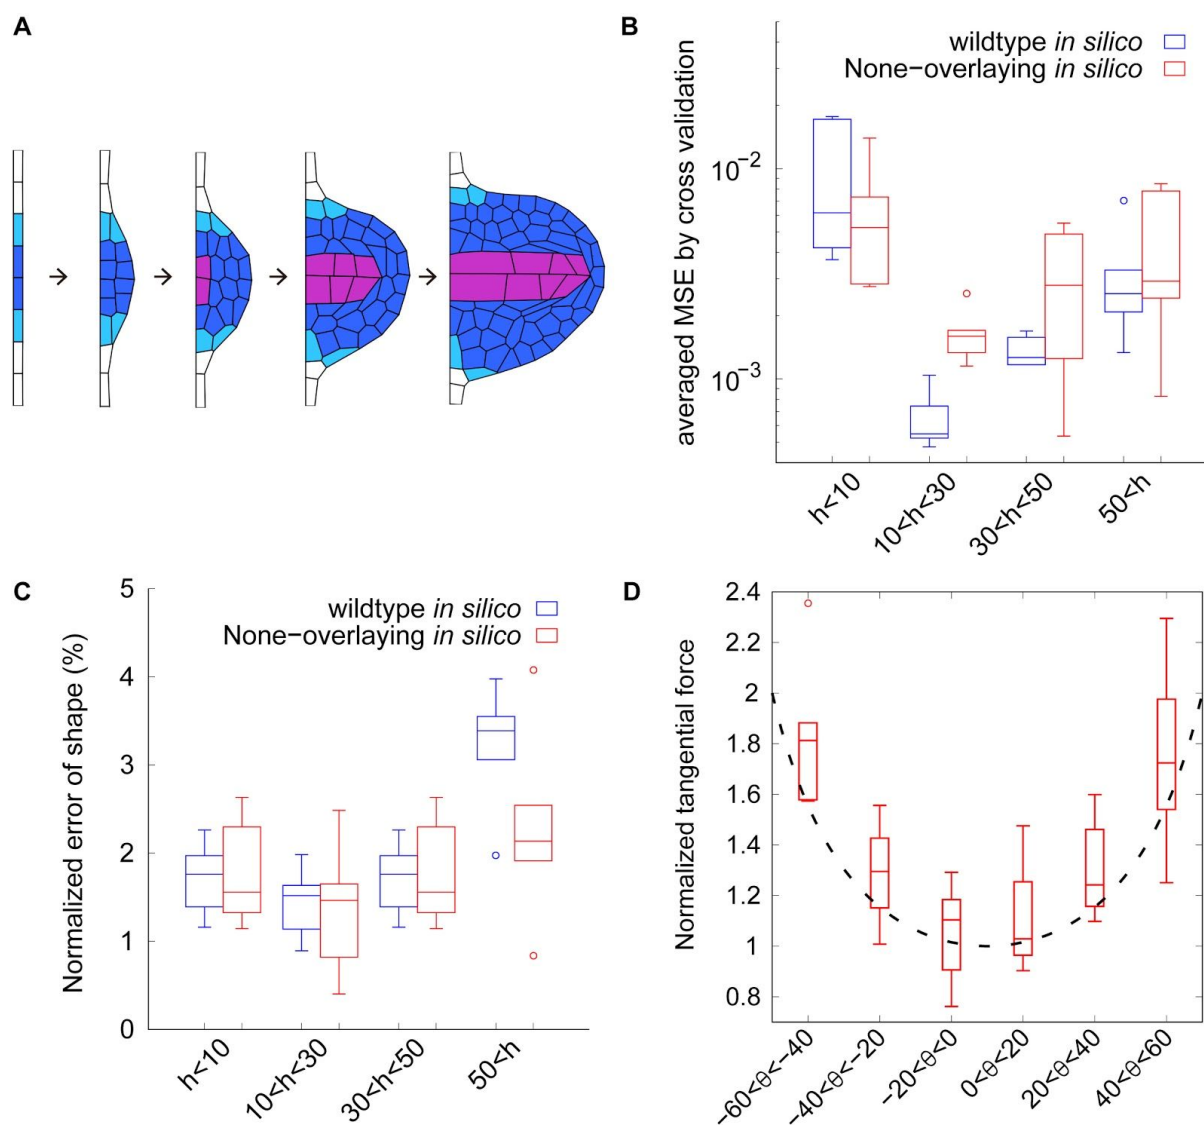 A
B
wildtype in silico
None−overlaying in silico
averaged MSE by cross validation
10−2
10−3
h<10
10<h<30
30<h<50
50<h
C
wildtype in silico
None−overlaying in silico
Normalized error of shape (%)
5
4
3
2
1
0
h<10
10<h<30
30<h<50
50<h
D
Normalized tangential force
2.4
2.2
2
1.8
1.6
1.4
1.2
1
0.8
−60<θ<−40
−40<θ<−20
−20<θ<0
0<θ<20
20<θ<40
40<θ<60